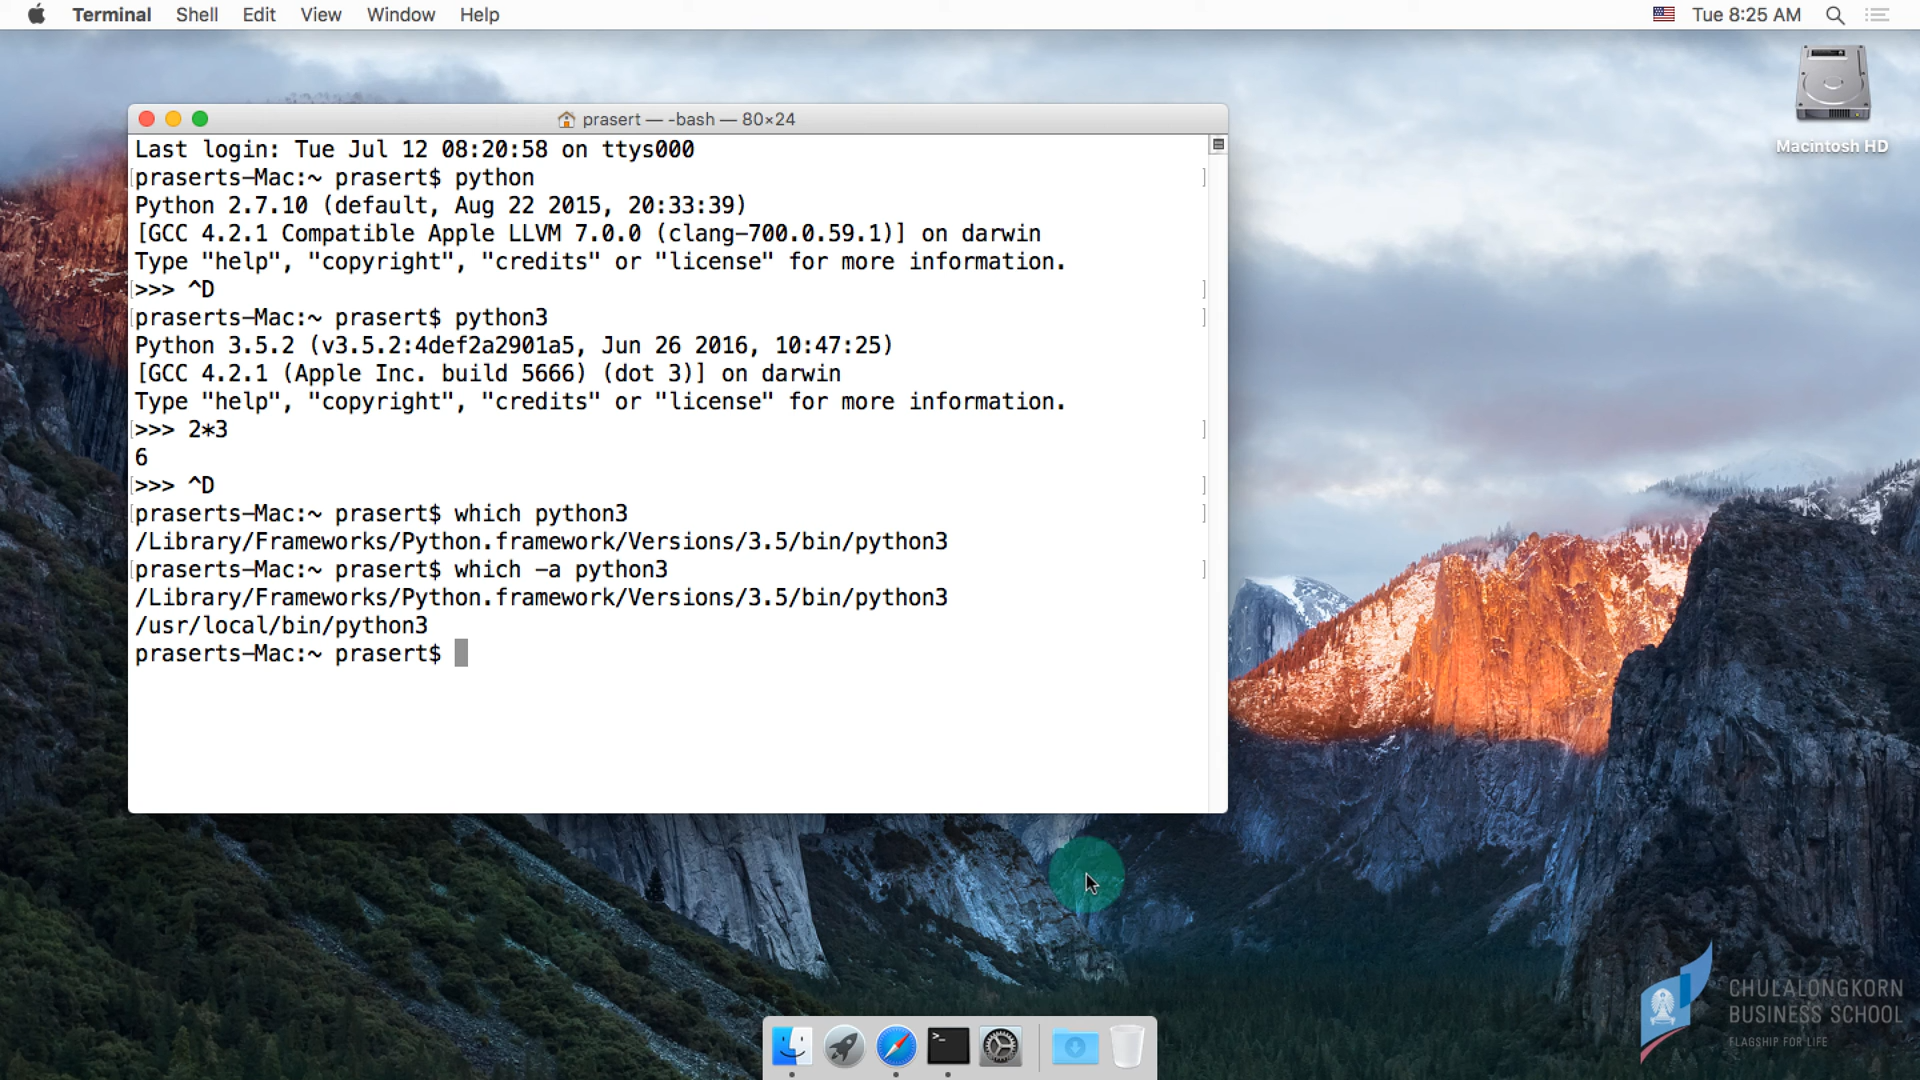 Terminal Shell Edit View Window Help Tue 8:25 AM
Macintosh HD
prasert — -bash — 80×24
Last login: Tue Jul 12 08:20:58 on ttys000
praserts-Mac:~ prasert$ python
Python 2.7.10 (default, Aug 22 2015, 20:33:39)
[GCC 4.2.1 Compatible Apple LLVM 7.0.0 (clang-700.0.59.1)] on darwin
Type "help", "copyright", "credits" or "license" for more information.
>>> ^D
praserts-Mac:~ prasert$ python3
Python 3.5.2 (v3.5.2:4def2a2901a5, Jun 26 2016, 10:47:25)
[GCC 4.2.1 (Apple Inc. build 5666) (dot 3)] on darwin
Type "help", "copyright", "credits" or "license" for more information.
>>> 2*3
6
>>> ^D
praserts-Mac:~ prasert$ which python3
/Library/Frameworks/Python.framework/Versions/3.5/bin/python3
praserts-Mac:~ prasert$ which -a python3
/Library/Frameworks/Python.framework/Versions/3.5/bin/python3
/usr/local/bin/python3
praserts-Mac:~ prasert$
CHULALONGKORN
BUSINESS SCHOOL
FLAGSHIP FOR LIFE